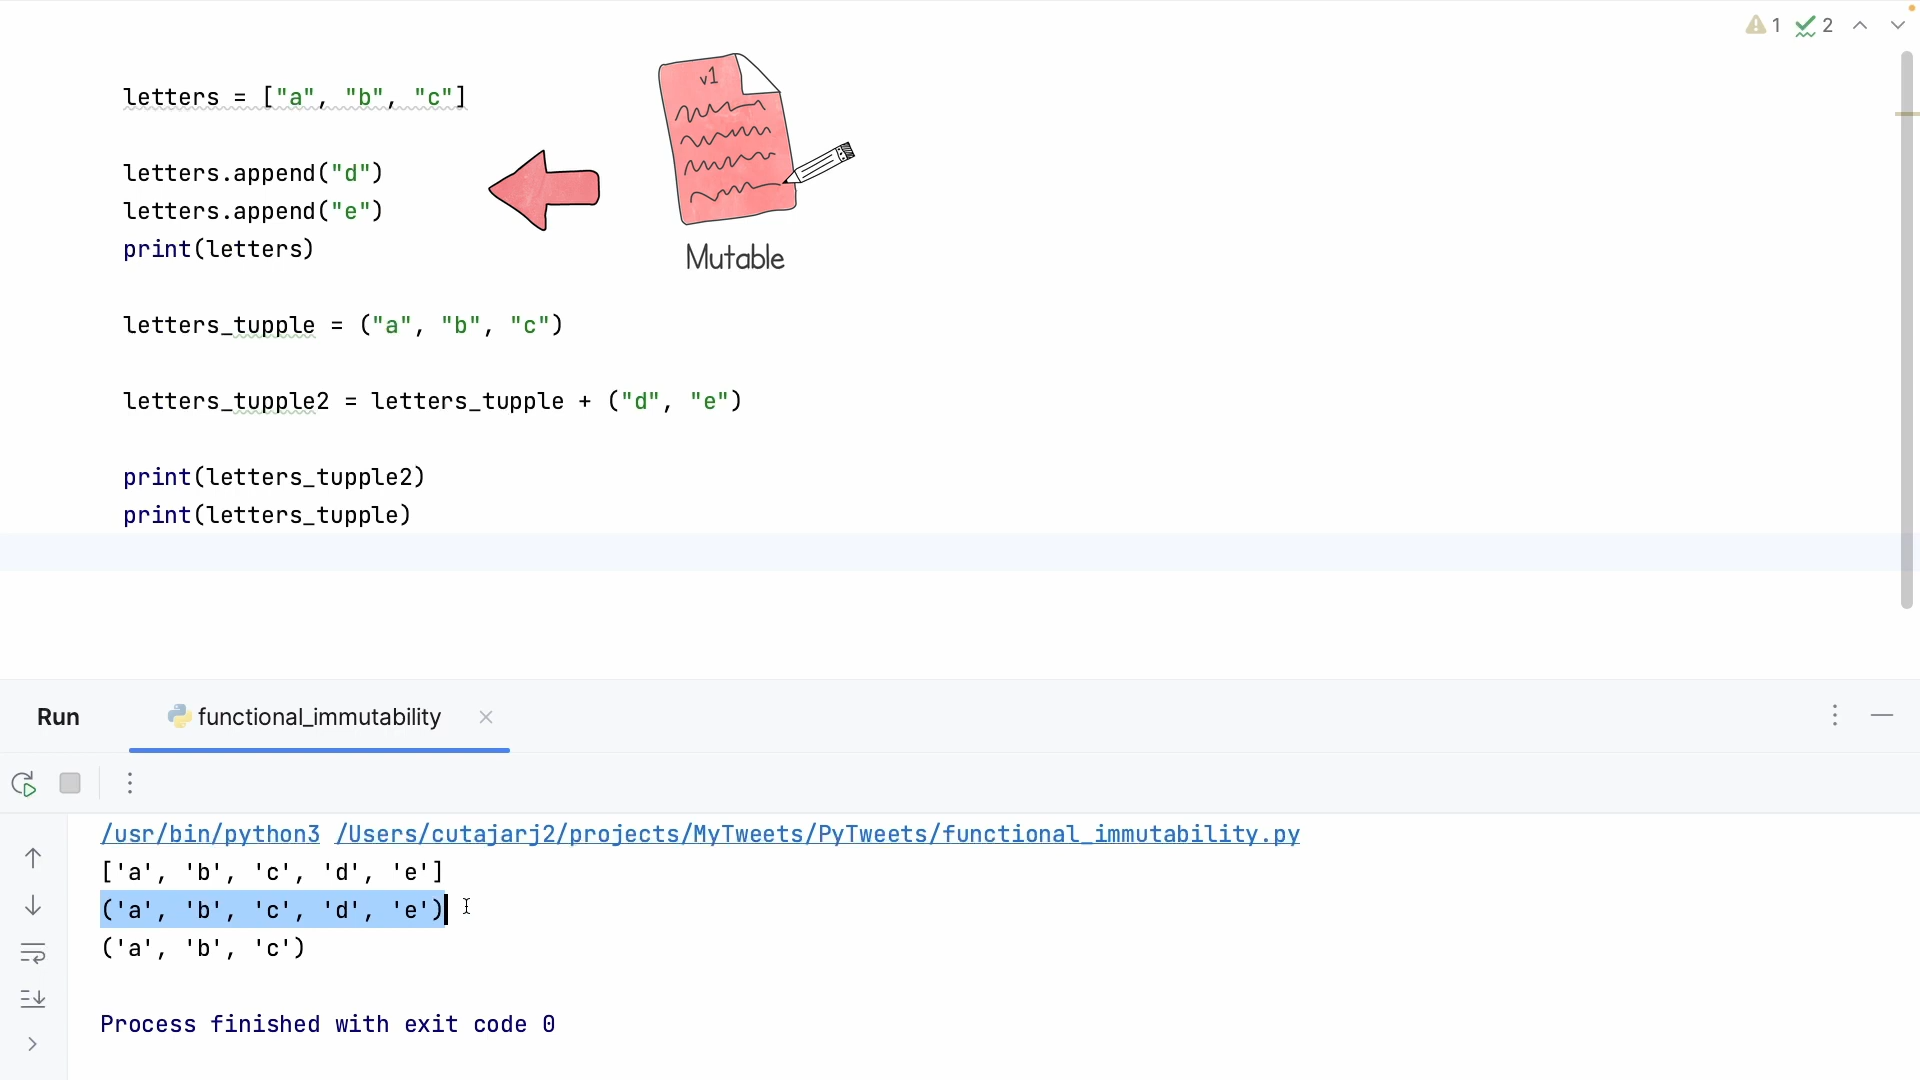 1 2
letters = ["a", "b", "c"]
v1
letters.append("d")
letters.append("e")
print(letters)
Mutable
letters_tupple = ("a", "b", "c")
letters_tupple2 = letters_tupple + ("d", "e")
print(letters_tupple2)
print(letters_tupple)
Run functional_immutability
/usr/bin/python3 /Users/cutajarj2/projects/MyTweets/PyTweets/functional_immutability.py
['a', 'b', 'c', 'd', 'e']
('a', 'b', 'c', 'd', 'e')
('a', 'b', 'c')
Process finished with exit code 0